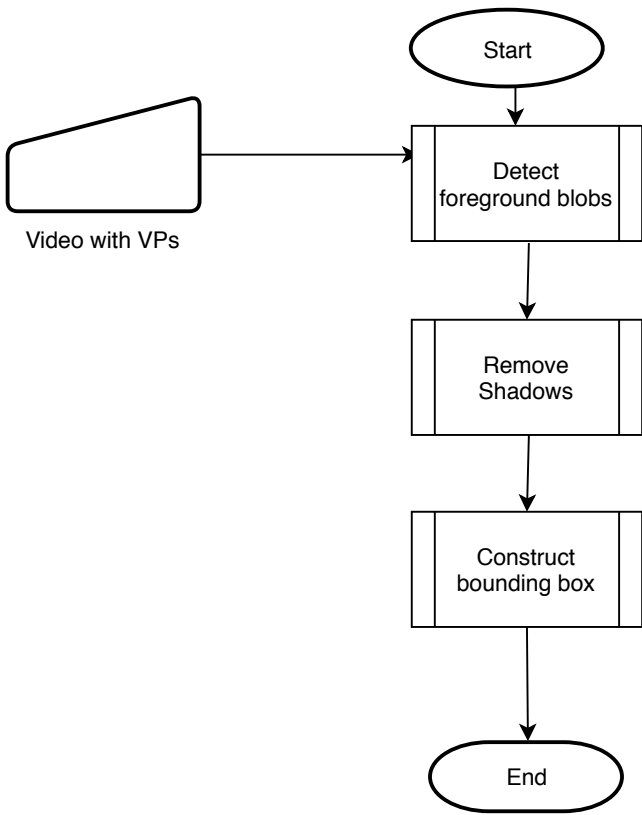 Start
Video with VPs
Detect
foreground blobs
Remove
Shadows
Construct
bounding box
End